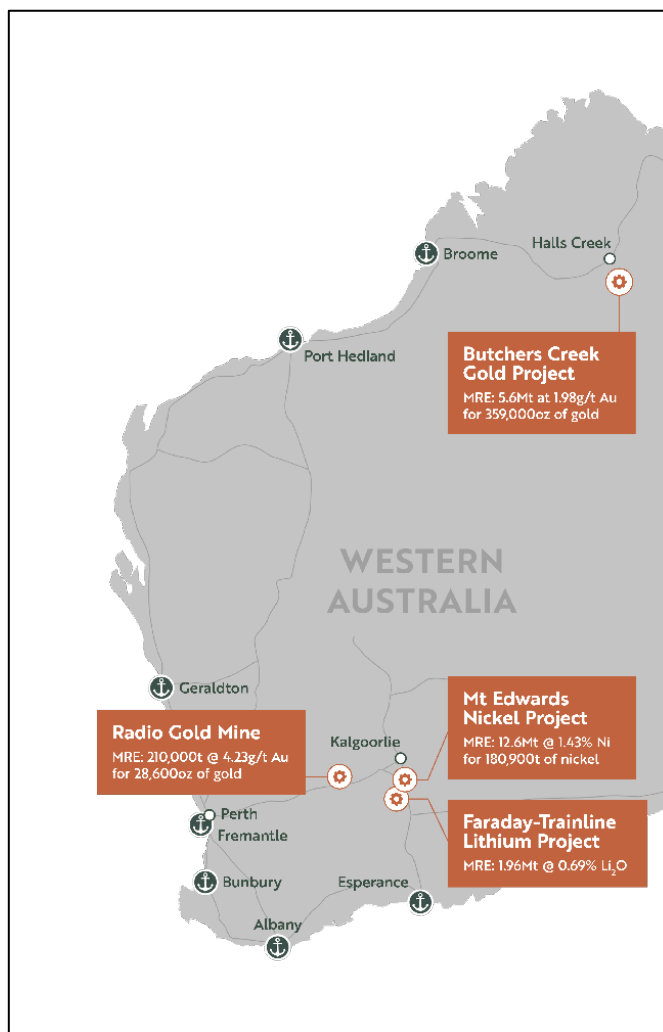 Halls Creek
Broome
Port Hedland
Butchers Creek
Gold Project
MRE: 5.6Mt at 1.98g/t Au
for 359,000oz of gold
WESTERN
AUSTRALIA
Geraldton
Radio Gold Mine
MRE: 210,000t @ 4.23g/t Au
for 28,600oz of gold
Kalgoorlie
Mt Edwards
Nickel Project
MRE: 12.6Mt @ 1.43% Ni
for 180,900t of nickel
Perth
Fremantle
Faraday-Trainline
Lithium Project
MRE: 1.96Mt @ 0.69% Li₂O
Bunbury
Esperance
Albany